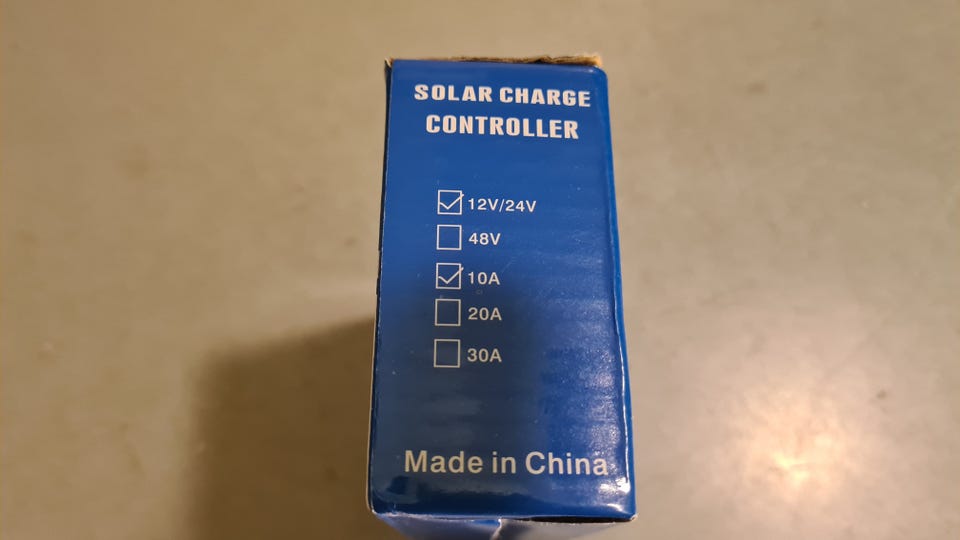 SOLAR CHARGE
CONTROLLER
☑ 12V/24V
☐ 48V
☑ 10A
☐ 20A
☐ 30A
Made in China